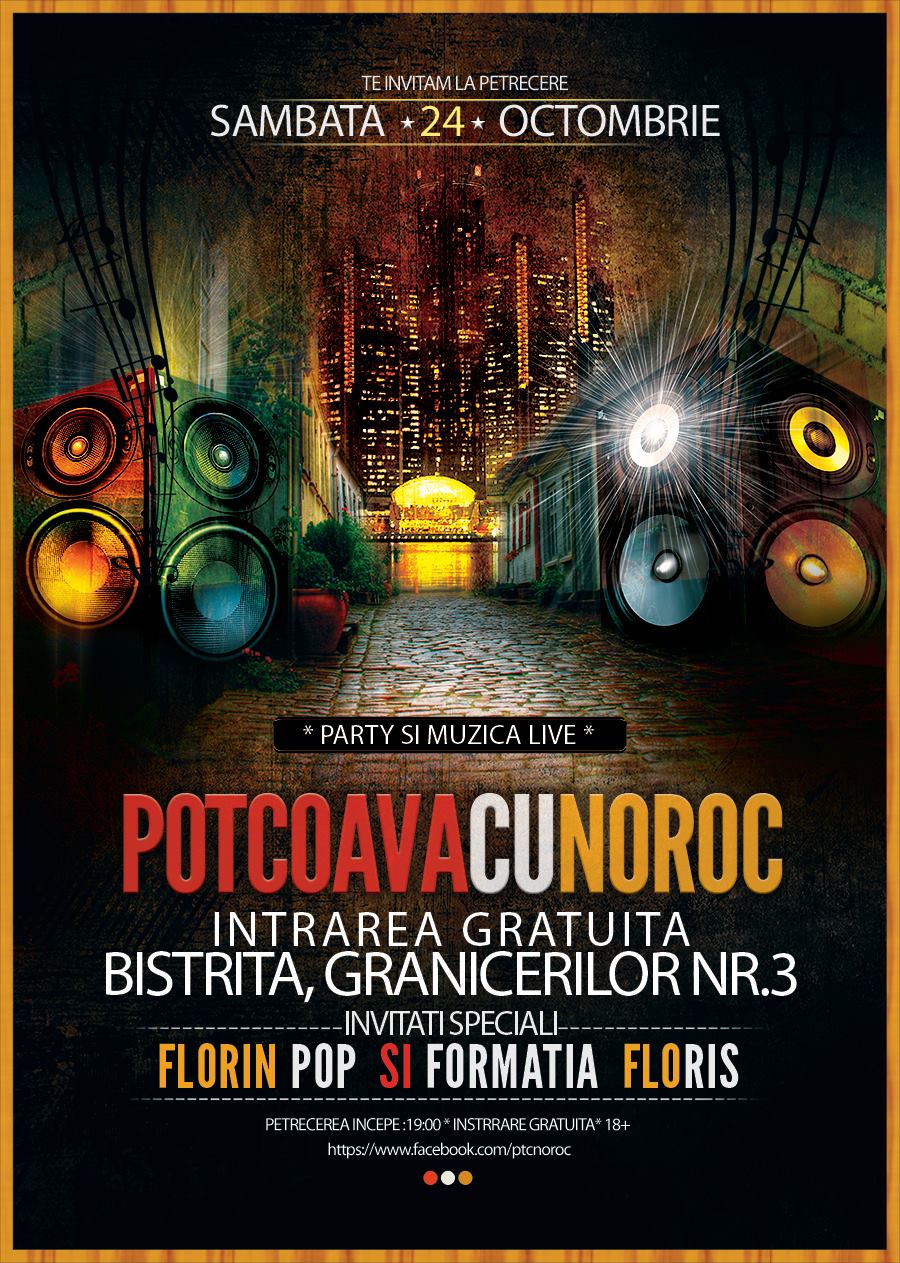 TE INVITAM LA PETRECERE
SAMBATA ★24★ OCTOMBRIE
* PARTY SI MUZICA LIVE *
POTCOAVACUNOROC
INTRAREA GRATUITA
BISTRITA, GRANICERILOR NR.3
INVITATI SPECIALI
FLORIN POP SI FORMATIA FLORIS
PETRECEREA INCEPE :19:00 * INSTRRARE GRATUITA* 18+
https://www.facebook.com/ptcnoroc